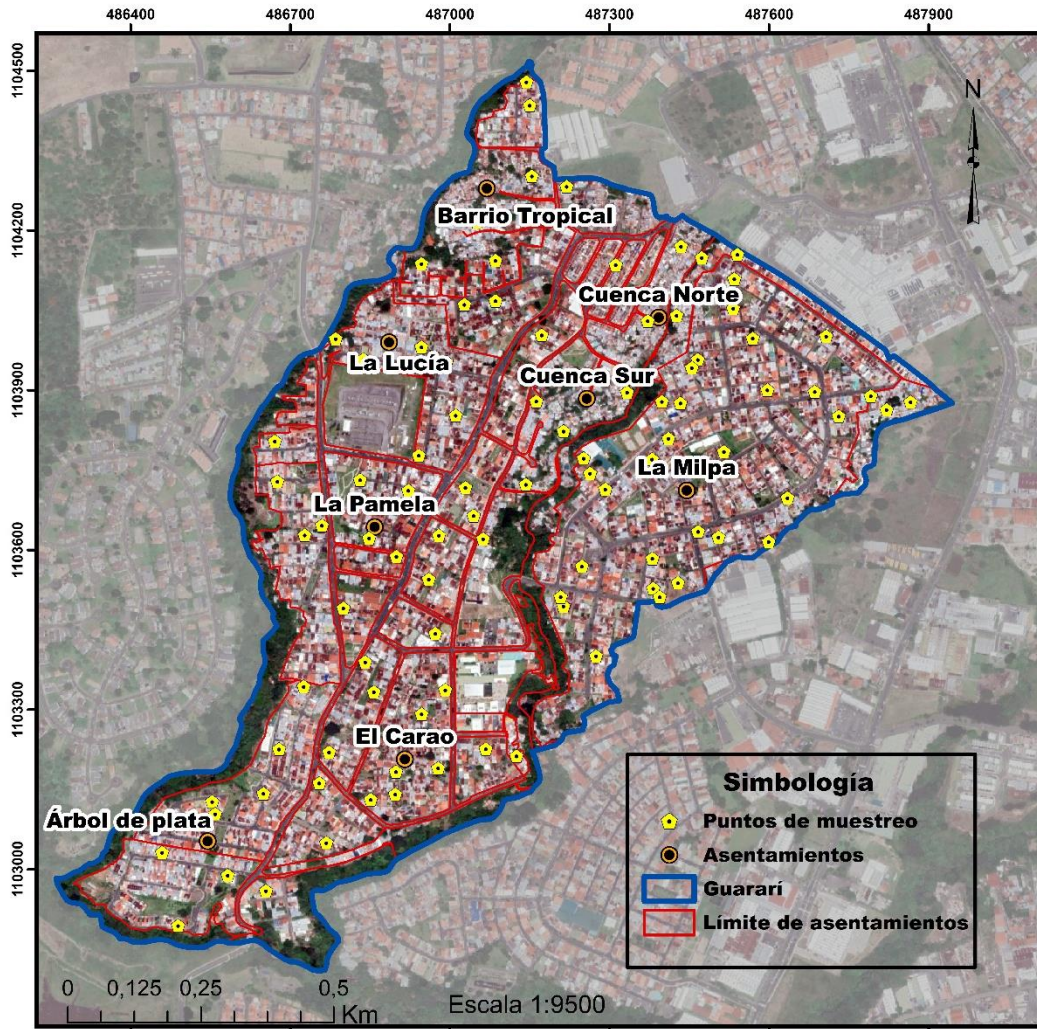 486400 486700 487000 487300 487600 487900
1104500
1104200
1103900
1103600
1103300
1103000
N
Barrio Tropical
Cuenca Norte
La Lucía
Cuenca Sur
La Milpa
La Pamela
El Carao
Árbol de plata
Simbología
Puntos de muestreo
Asentamientos
Guararí
Límite de asentamientos
0 0,125 0,25 0,5
Km
Escala 1:9500